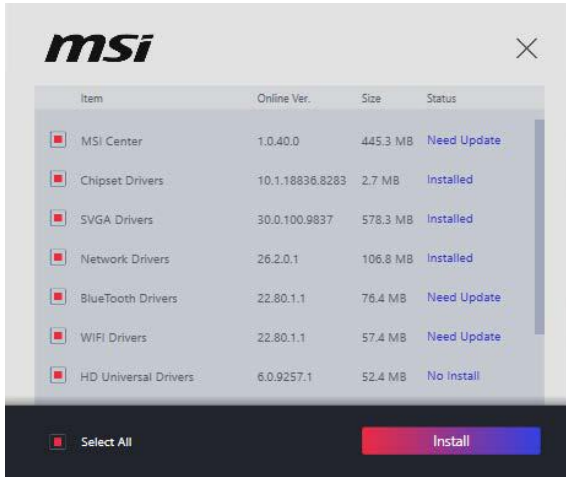 msi
Item Online Ver. Size Status
MSI Center 1.0.40.0 445.3 MB Need Update
Chipset Drivers 10.1.18836.8283 2.7 MB Installed
SVGA Drivers 30.0.100.9837 578.3 MB Installed
Network Drivers 26.2.0.1 106.8 MB Installed
BlueTooth Drivers 22.80.1.1 76.4 MB Need Update
WIFI Drivers 22.80.1.1 57.4 MB Need Update
HD Universal Drivers 6.0.9257.1 52.4 MB No Install
Select All Install